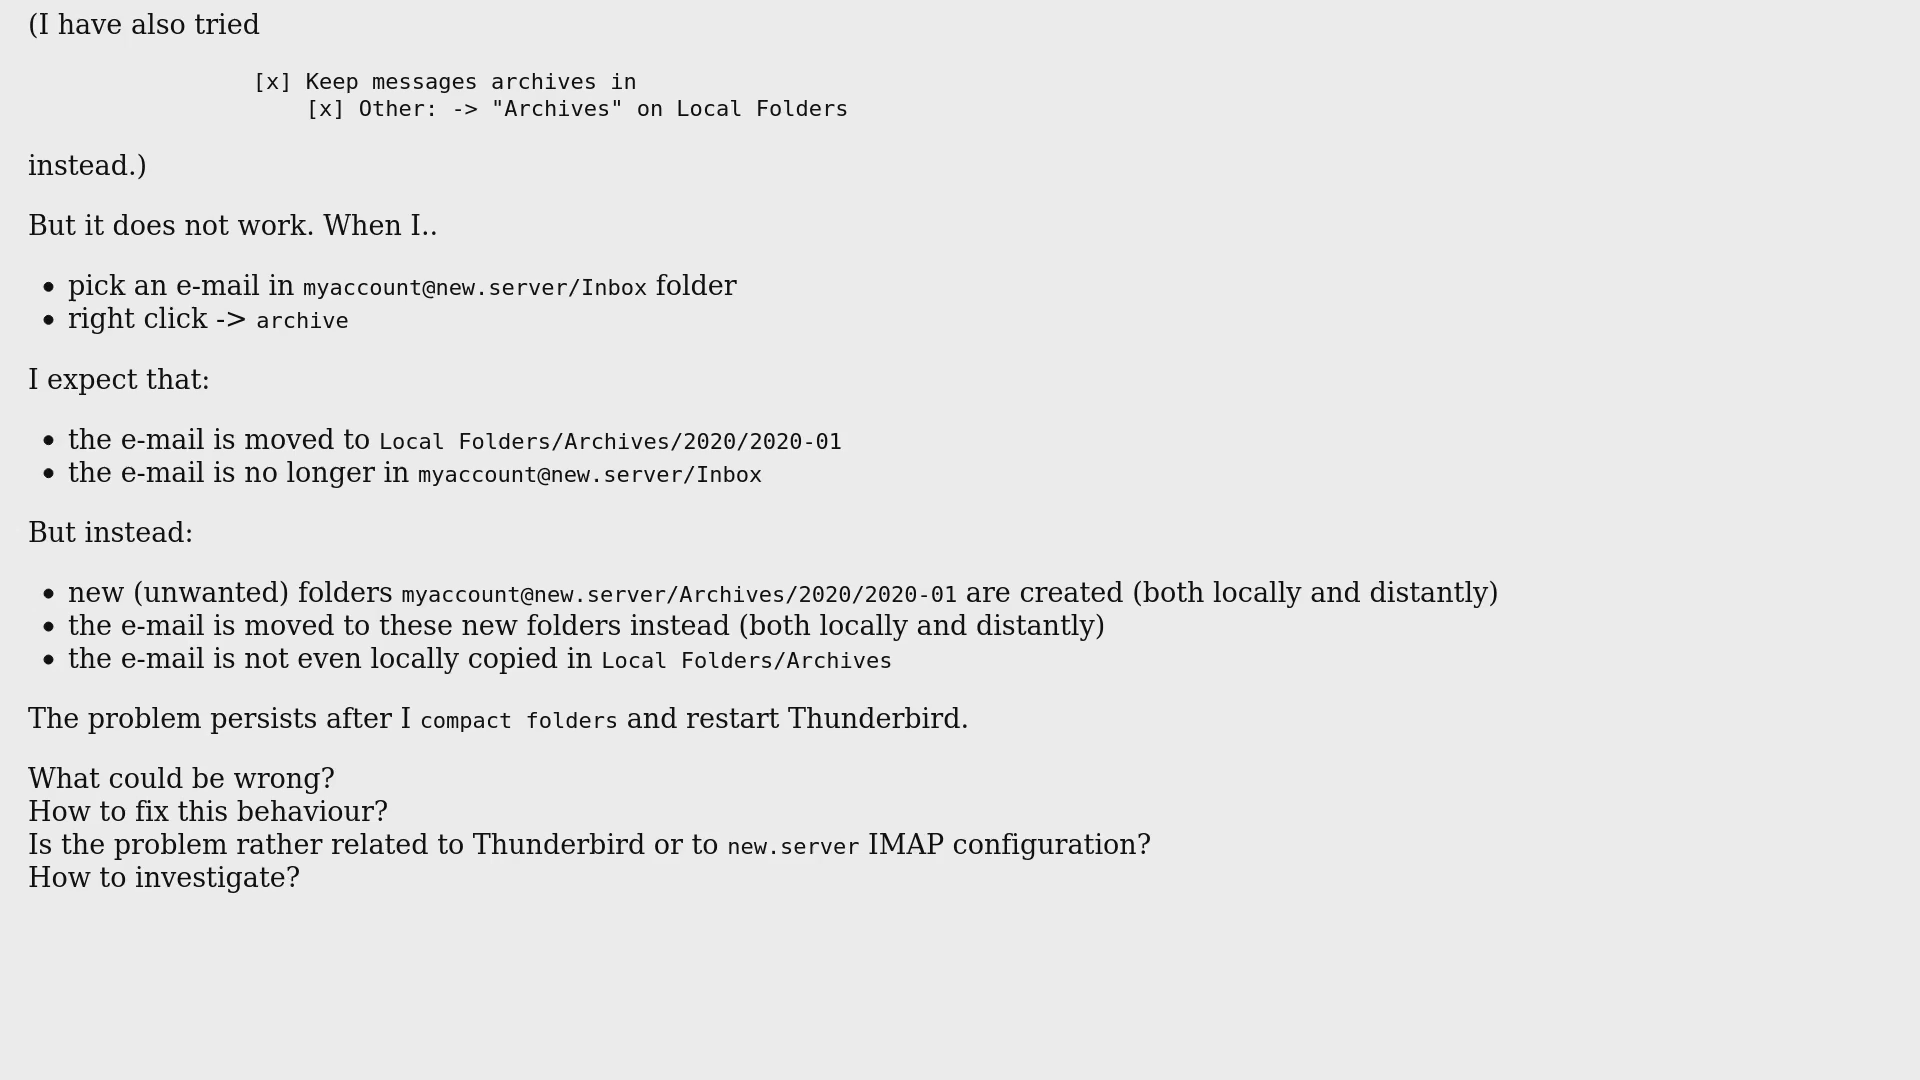 (I have also tried
[x] Keep messages archives in
[x] Other: -> "Archives" on Local Folders
instead.)
But it does not work. When I..
• pick an e-mail in myaccount@new.server/Inbox folder
• right click -> archive
I expect that:
• the e-mail is moved to Local Folders/Archives/2020/2020-01
• the e-mail is no longer in myaccount@new.server/Inbox
But instead:
• new (unwanted) folders myaccount@new.server/Archives/2020/2020-01 are created (both locally and distantly)
• the e-mail is moved to these new folders instead (both locally and distantly)
• the e-mail is not even locally copied in Local Folders/Archives
The problem persists after I compact folders and restart Thunderbird.
What could be wrong?
How to fix this behaviour?
Is the problem rather related to Thunderbird or to new.server IMAP configuration?
How to investigate?